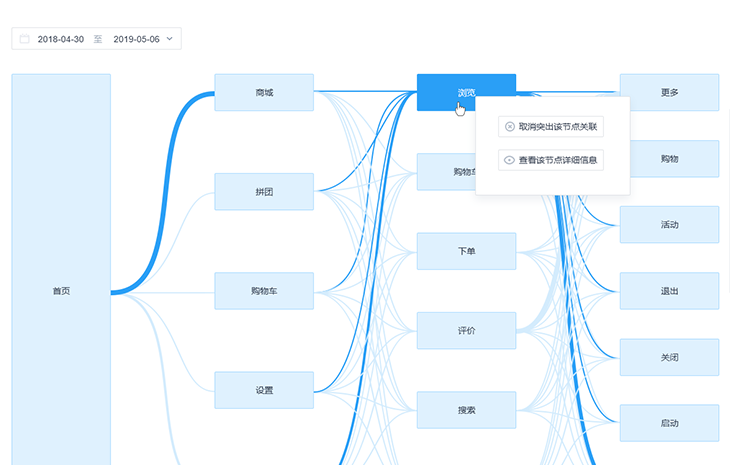 2018-04-30 至 2019-05-06
首页
商城
拼团
购物车
设置
浏览
取消突出该节点关联
查看该节点详细信息
购物车
下单
评价
搜索
更多
购物
活动
退出
关闭
启动